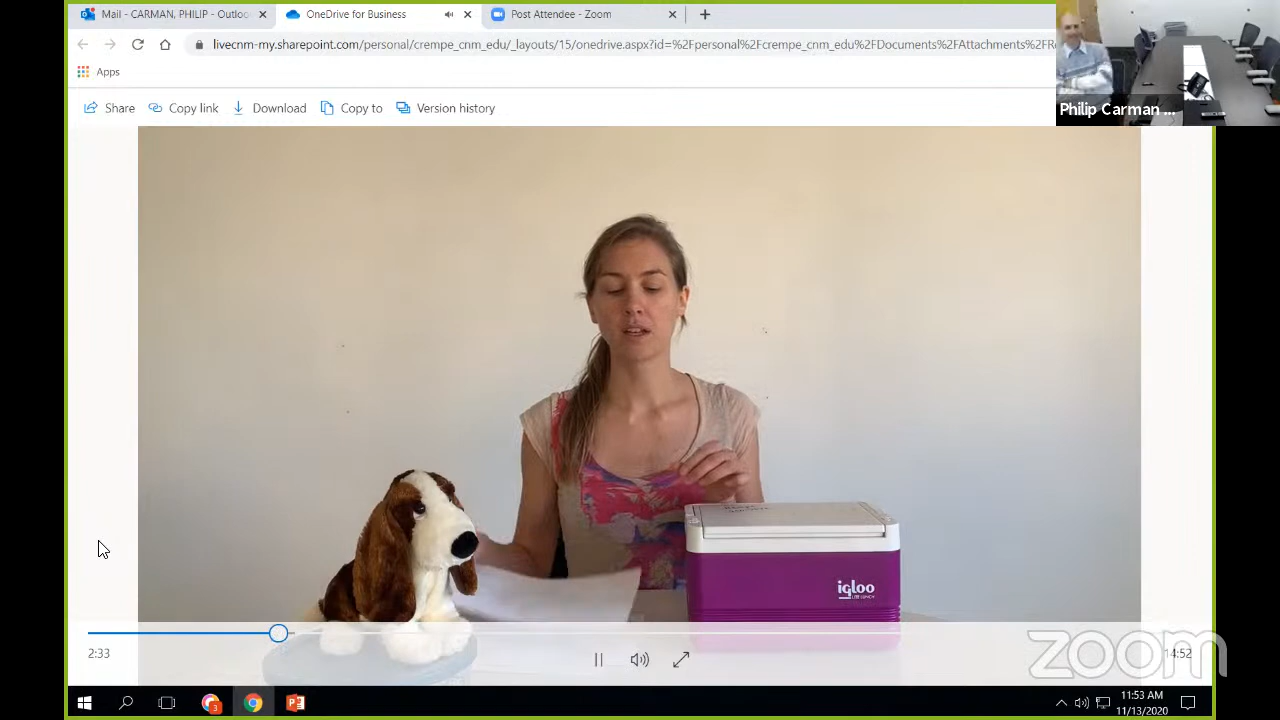 Mail - CARMAN, PHILIP - Outloo
OneDrive for Business
Post Attendee - Zoom
livecnm-my.sharepoint.com/personal/crempe_cnm_edu/_layouts/15/onedrive.aspx?id=%2Fpersonal%2Fcrempe_cnm_edu%2FDocuments%2FAttachments%2FR
Apps
Share
Copy link
Download
Copy to
Version history
Philip Carman ...
igloo
2:33
14:52
zoom
3
11:53 AM
11/13/2020